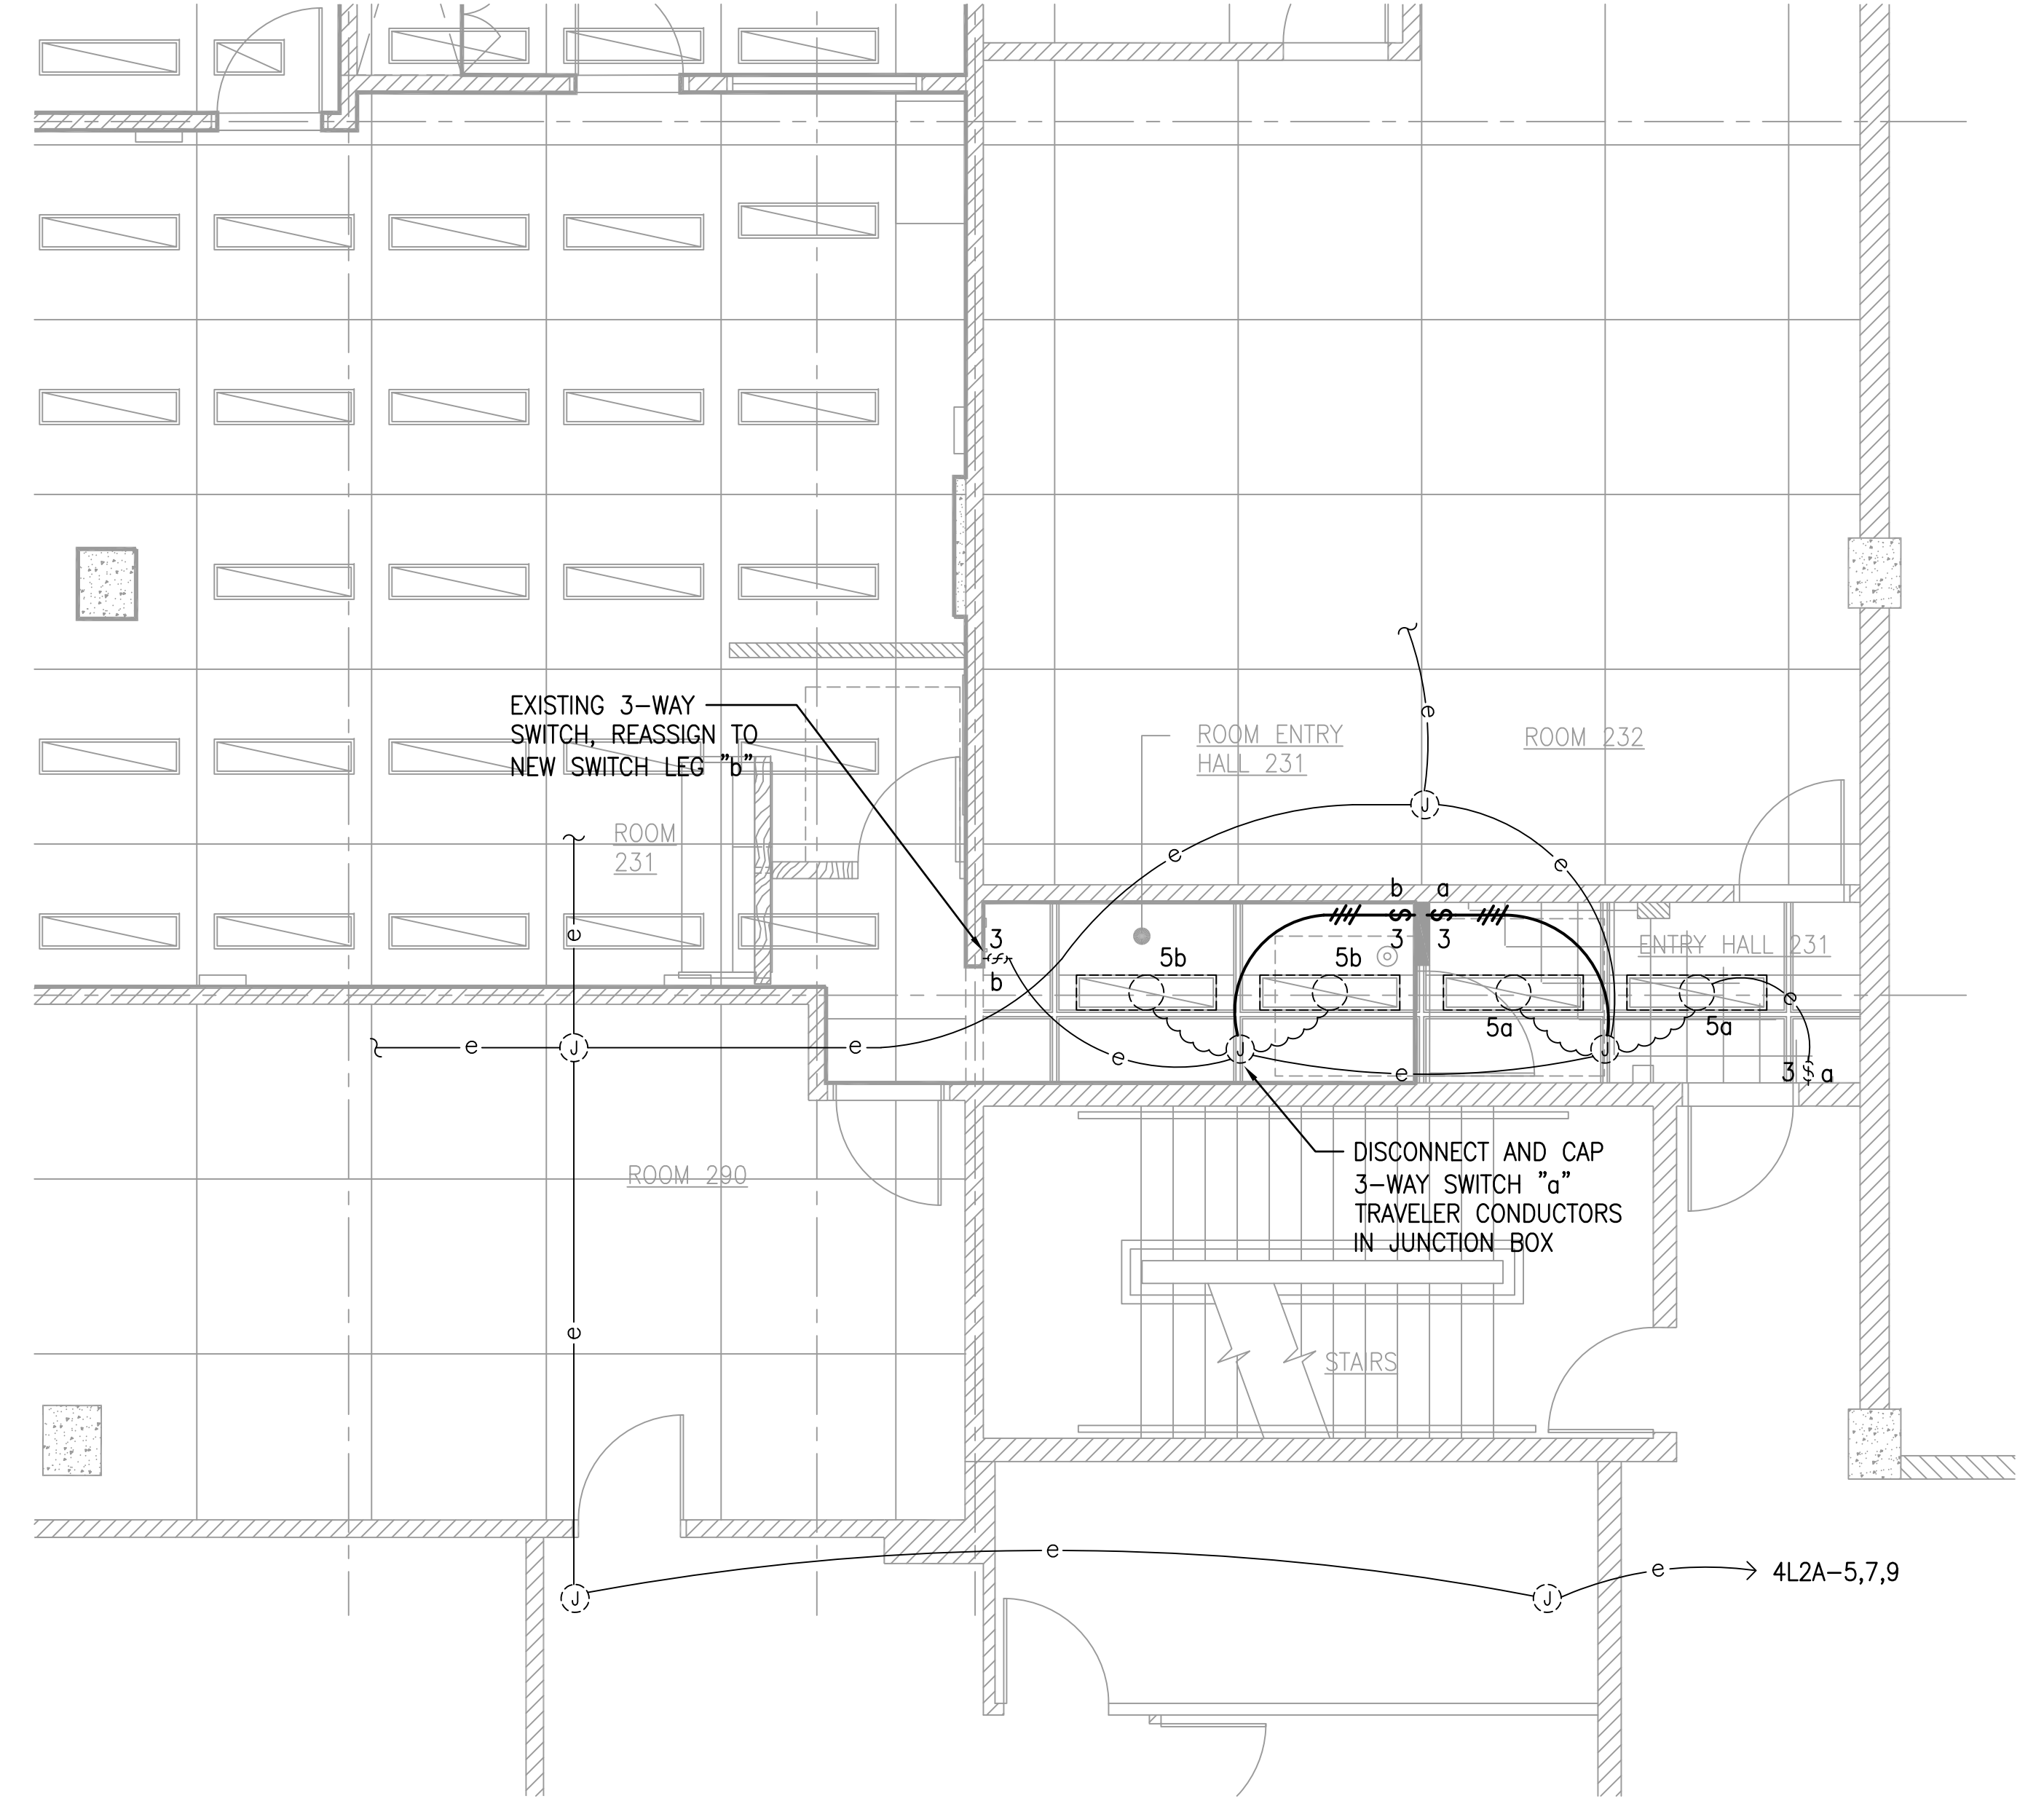 EXISTING 3-WAY
SWITCH, REASSIGN TO
NEW SWITCH LEG "b"
ROOM ENTRY
HALL 231
ROOM 232
e
J
ROOM
231
e
e
e
b a
S S
3 3
3
b
ENTRY HALL 231
5b
5b
e
5a
5a
e
e
J
e
J
J
e
e
3 a
DISCONNECT AND CAP
3-WAY SWITCH "a"
TRAVELER CONDUCTORS
IN JUNCTION BOX
ROOM 290
e
STAIRS
e
e
J
J
4L2A-5,7,9